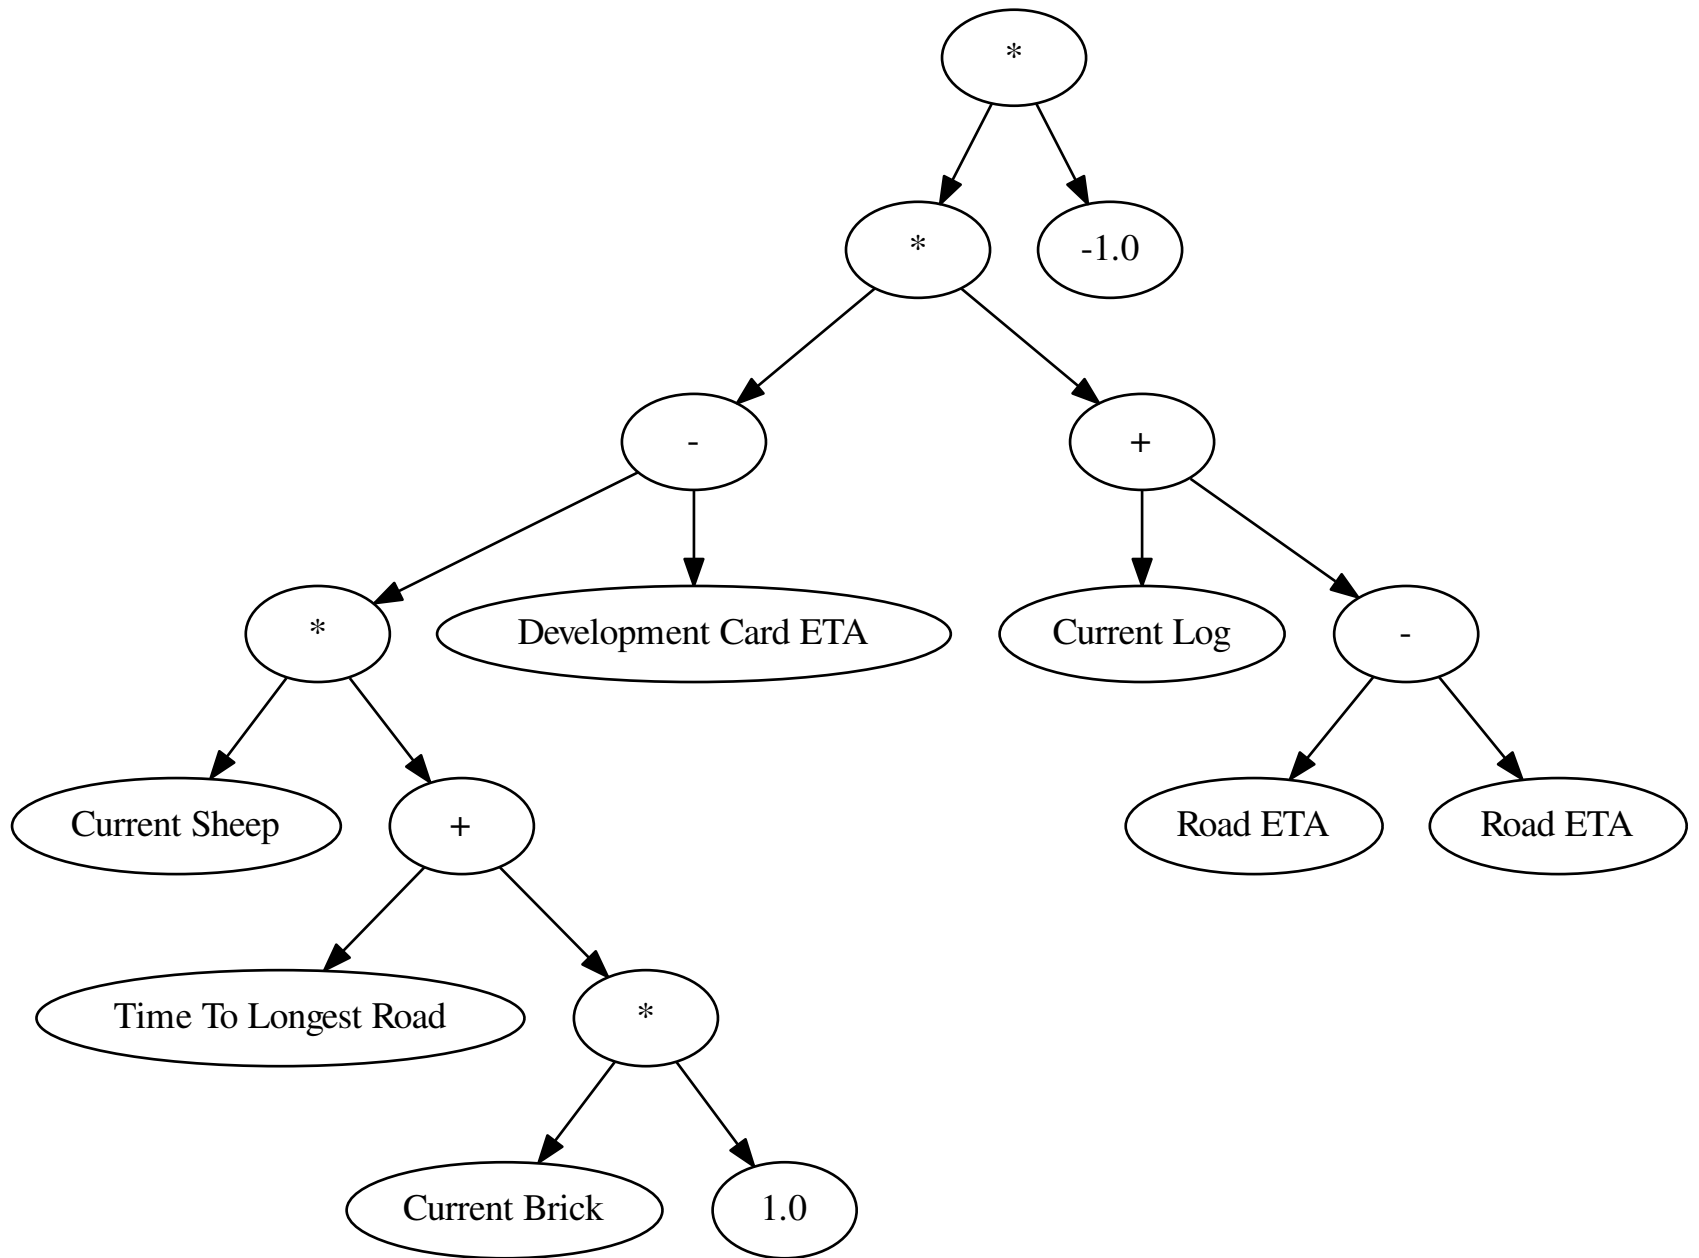 *
*
-1.0
-
+
*
Development Card ETA
Current Log
-
Current Sheep
+
Road ETA
Road ETA
Time To Longest Road
*
Current Brick
1.0